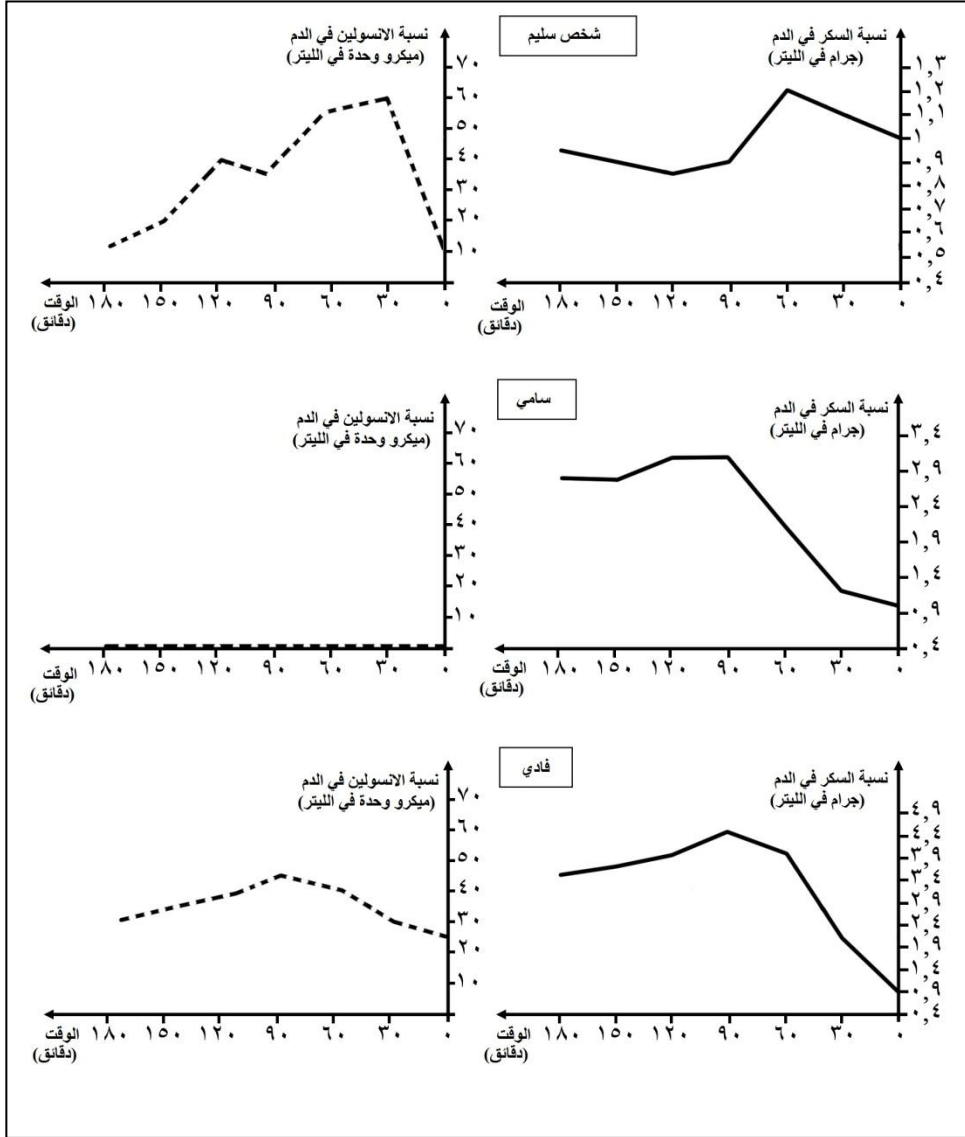 شخص سليم
نسبة السكر في الدم
(جرام في الليتر)
١,٣
١,٢
١,١
١
٠,٩
٠,٨
٠,٧
٠,٦
٠,٥
٠,٤
٠ ٣٠ ٦٠ ٩٠ ١٢٠ ١٥٠ ١٨٠ الوقت
(دقائق)
نسبة الانسولين في الدم
(ميكرو وحدة في الليتر)
٧٠
٦٠
٥٠
٤٠
٣٠
٢٠
١٠
٠ ٣٠ ٦٠ ٩٠ ١٢٠ ١٥٠ ١٨٠ الوقت
(دقائق)
سامي
نسبة السكر في الدم
(جرام في الليتر)
٣,٤
٢,٩
٢,٤
١,٩
١,٤
٠,٩
٠,٤
٠ ٣٠ ٦٠ ٩٠ ١٢٠ ١٥٠ ١٨٠ الوقت
(دقائق)
نسبة الانسولين في الدم
(ميكرو وحدة في الليتر)
٧٠
٦٠
٥٠
٤٠
٣٠
٢٠
١٠
٠ ٣٠ ٦٠ ٩٠ ١٢٠ ١٥٠ ١٨٠ الوقت
(دقائق)
فادي
نسبة السكر في الدم
(جرام في الليتر)
٤,٩
٤,٤
٣,٩
٣,٤
٢,٩
٢,٤
١,٩
١,٤
٠,٩
٠,٤
٠ ٣٠ ٦٠ ٩٠ ١٢٠ ١٥٠ ١٨٠ الوقت
(دقائق)
نسبة الانسولين في الدم
(ميكرو وحدة في الليتر)
٧٠
٦٠
٥٠
٤٠
٣٠
٢٠
١٠
٠ ٣٠ ٦٠ ٩٠ ١٢٠ ١٥٠ ١٨٠ الوقت
(دقائق)